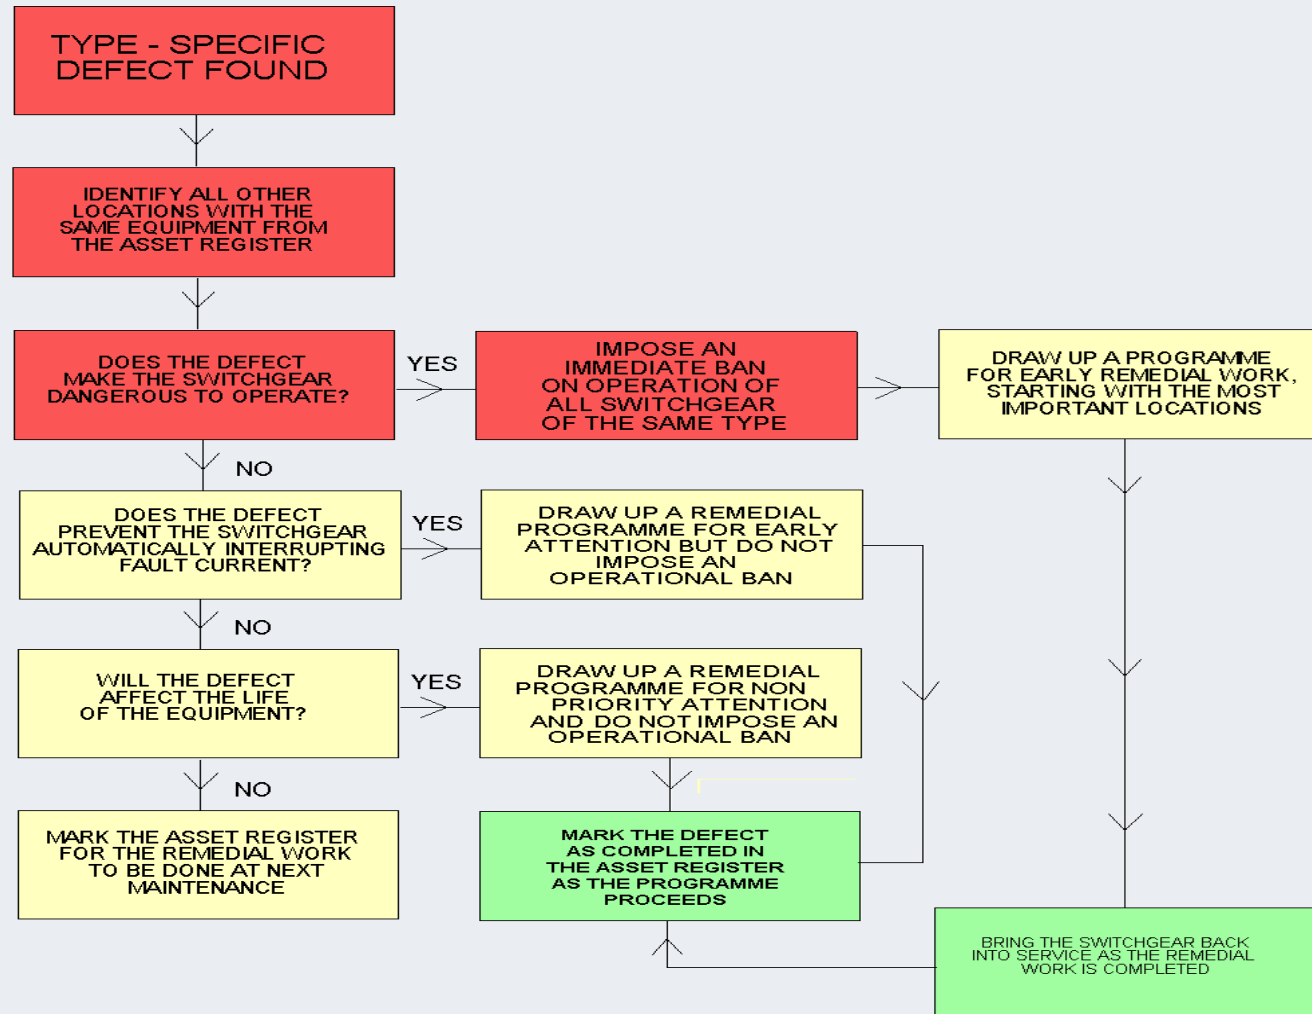 TYPE - SPECIFIC
DEFECT FOUND
IDENTIFY ALL OTHER
LOCATIONS WITH THE
SAME EQUIPMENT FROM
THE ASSET REGISTER
DOES THE DEFECT
MAKE THE SWITCHGEAR
DANGEROUS TO OPERATE?
YES
IMPOSE AN
IMMEDIATE BAN
ON OPERATION OF
ALL SWITCHGEAR
OF THE SAME TYPE
DRAW UP A PROGRAMME
FOR EARLY REMEDIAL WORK,
STARTING WITH THE MOST
IMPORTANT LOCATIONS
NO
DOES THE DEFECT
PREVENT THE SWITCHGEAR
AUTOMATICALLY INTERRUPTING
FAULT CURRENT?
YES
DRAW UP A REMEDIAL
PROGRAMME FOR EARLY
ATTENTION BUT DO NOT
IMPOSE AN
OPERATIONAL BAN
NO
WILL THE DEFECT
AFFECT THE LIFE
OF THE EQUIPMENT?
YES
DRAW UP A REMEDIAL
PROGRAMME FOR NON
PRIORITY ATTENTION
AND DO NOT IMPOSE AN
OPERATIONAL BAN
NO
MARK THE ASSET REGISTER
FOR THE REMEDIAL WORK
TO BE DONE AT NEXT
MAINTENANCE
MARK THE DEFECT
AS COMPLETED IN
THE ASSET REGISTER
AS THE PROGRAMME
PROCEEDS
BRING THE SWITCHGEAR BACK
INTO SERVICE AS THE REMEDIAL
WORK IS COMPLETED